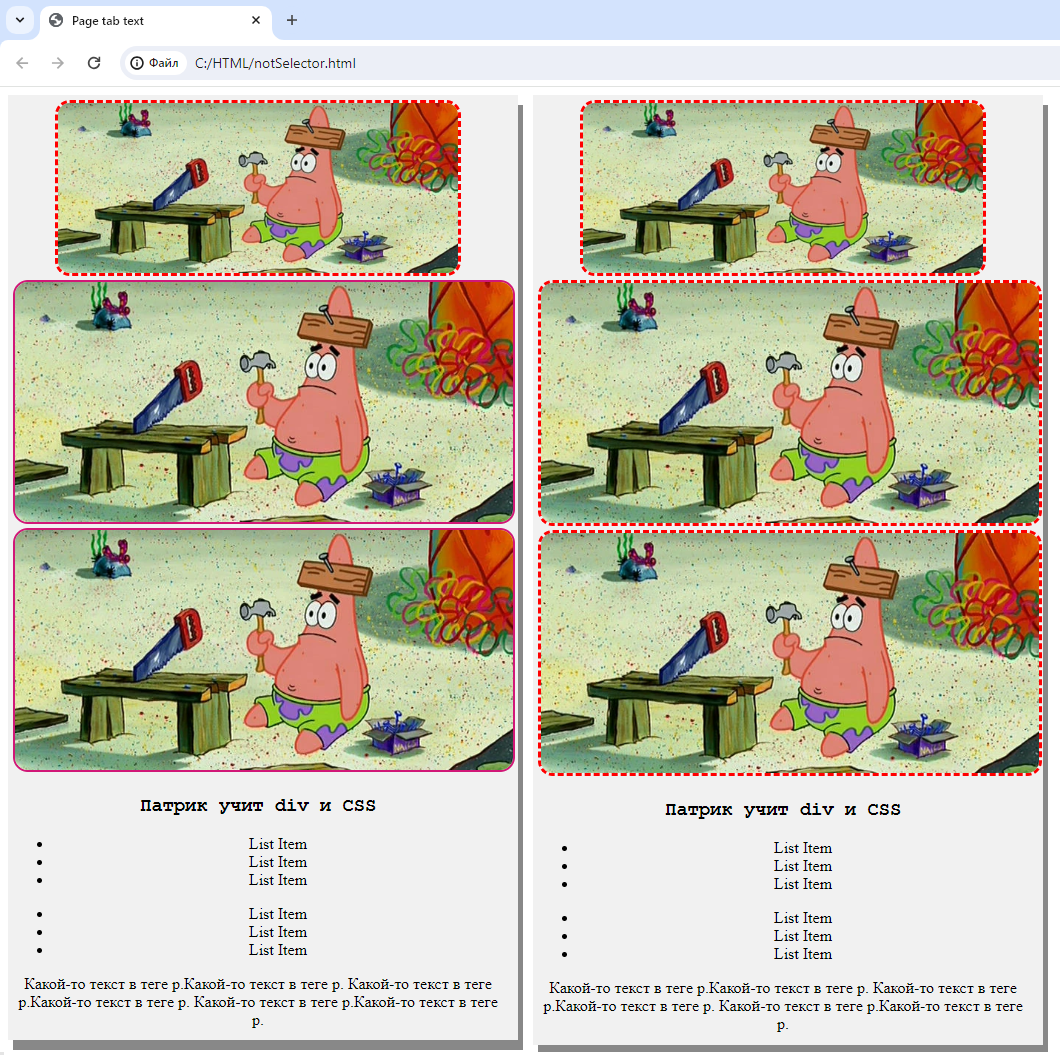 Page tab text
Файл C:/HTML/notSelector.html
Патрик учит div и CSS
List Item
List Item
List Item
List Item
List Item
List Item
Какой-то текст в теге p.Какой-то текст в теге p. Какой-то текст в теге
p.Какой-то текст в теге p. Какой-то текст в теге p.Какой-то текст в теге
p.
Патрик учит div и CSS
List Item
List Item
List Item
List Item
List Item
List Item
Какой-то текст в теге p.Какой-то текст в теге p. Какой-то текст в теге
p.Какой-то текст в теге p. Какой-то текст в теге p.Какой-то текст в теге
p.